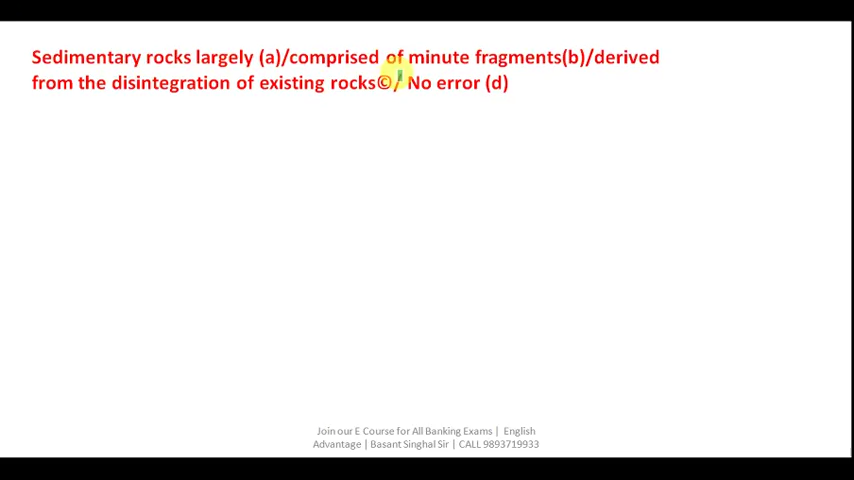 Sedimentary rocks largely (a)/comprised of minute fragments(b)/derived
from the disintegration of existing rocks©/ No error (d)
Join our E Course for All Banking Exams | English
Advantage | Basant Singhal Sir | CALL 9893719933